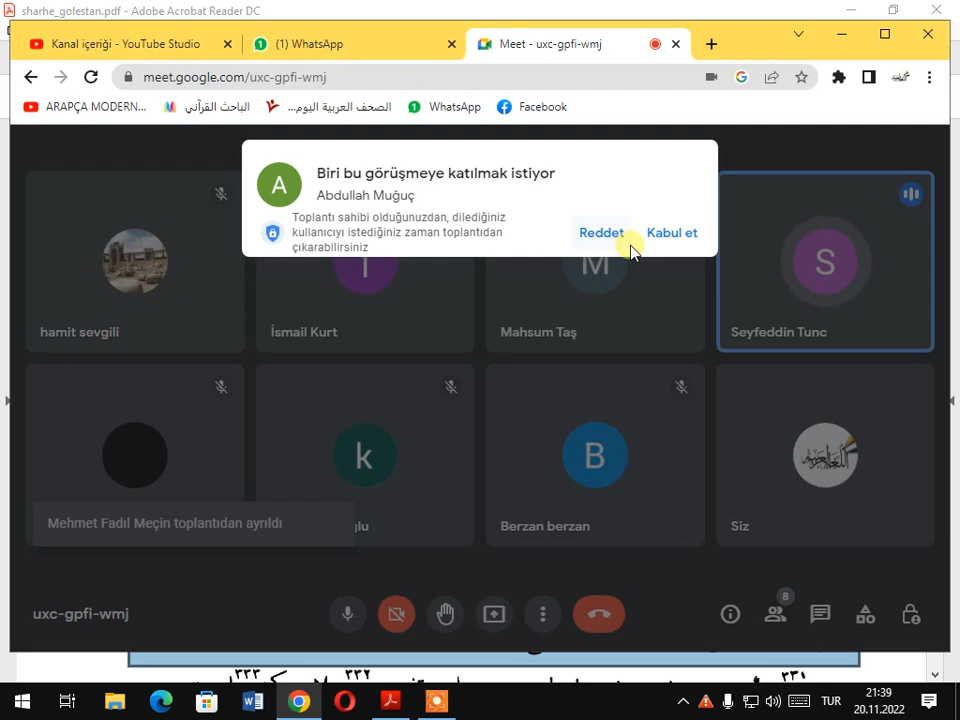 sharhe_golestan.pdf - Adobe Acrobat Reader DC
Kanal içeriği - YouTube Studio
(1) WhatsApp
Meet - uxc-gpfi-wmj
meet.google.com/uxc-gpfi-wmj
ARAPÇA MODERN...
الباحث القرآني
الصحف العربية اليوم...
WhatsApp
Facebook
Biri bu görüşmeye katılmak istiyor
A
Abdullah Muğuç
Toplantı sahibi olduğunuzdan, dilediğiniz
kullanıcıyı istediğiniz zaman toplantıdan
çıkarabilirsiniz
Reddet
Kabul et
M
S
hamit sevgili
İsmail Kurt
Mahsum Taş
Seyfeddin Tunc
k
B
Mehmet Fadıl Meçin toplantıdan ayrıldı
Berzan berzan
Siz
uxc-gpfi-wmj
8
٣٣١
٣٣٢
٣٣٣
TUR
21:39
20.11.2022